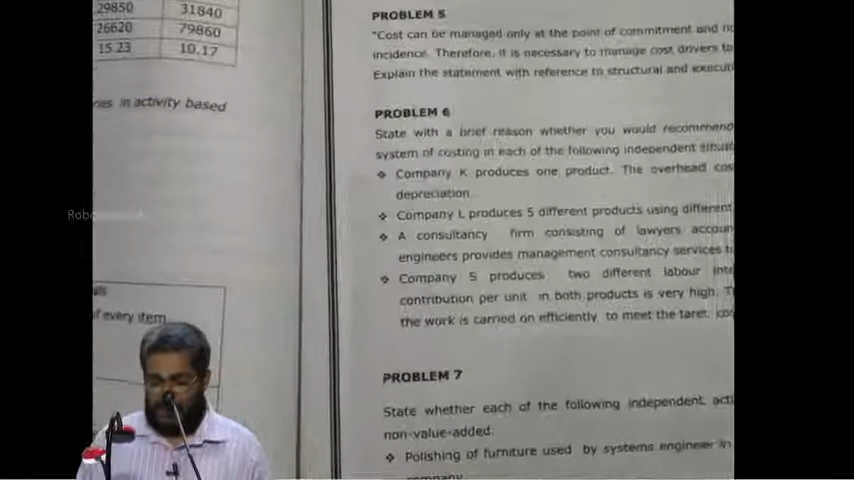 29850 31840
26620 79860
15.23 10.17
in activity based
of every item
PROBLEM 5
"Cost can be managed only at the point of commitment and
incidence. Therefore, it is necessary to manage cost drivers to
Explain the statement with reference to structural and
PROBLEM 6
State with a brief reason whether you would recommend
system of costing in each of the following independent
❖ Company K produces one product. The overhead
depreciation.
❖ Company L produces 5 different products using different
❖ A consultancy firm consisting of lawyers
engineers provides management consultancy services
❖ Company S produces two different labour
contribution per unit in both products is very high.
the work is carried on efficiently to meet the taret
PROBLEM 7
State whether each of the following independent
non-value-added:
❖ Polishing of furniture used by systems engineer in
company